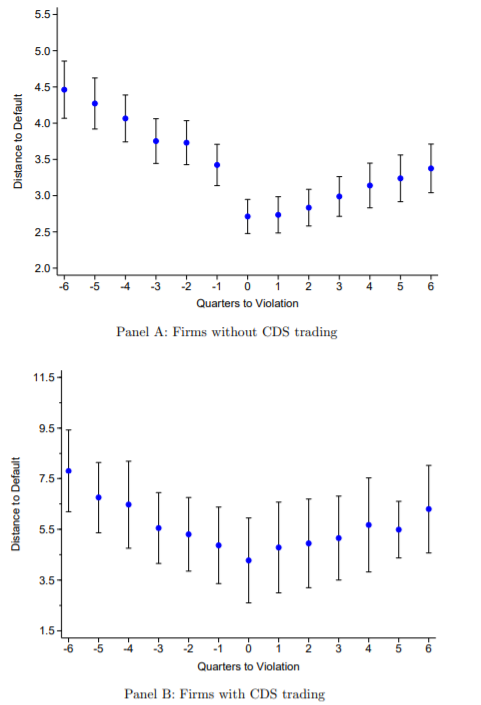 5.5
5.0
4.5
4.0
3.5
3.0
2.5
2.0
Distance to Default
-6 -5 -4 -3 -2 -1 0 1 2 3 4 5 6
Quarters to Violation
Panel A: Firms without CDS trading
11.5
9.5
7.5
5.5
3.5
1.5
Distance to Default
-6 -5 -4 -3 -2 -1 0 1 2 3 4 5 6
Quarters to Violation
Panel B: Firms with CDS trading